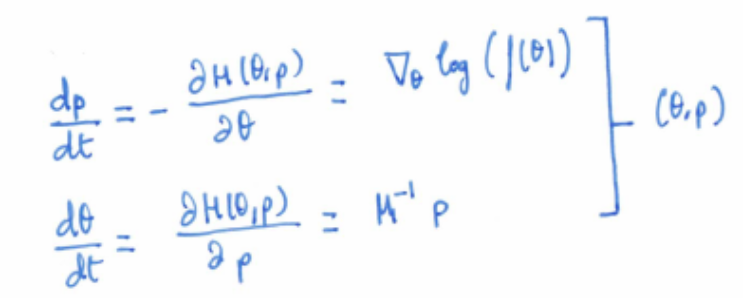 dp/dt = - ∂H(θ,p)/∂θ = ∇θ log (f(θ)) ] (θ,p)
dθ/dt = ∂H(θ,p)/∂p = M⁻¹ p